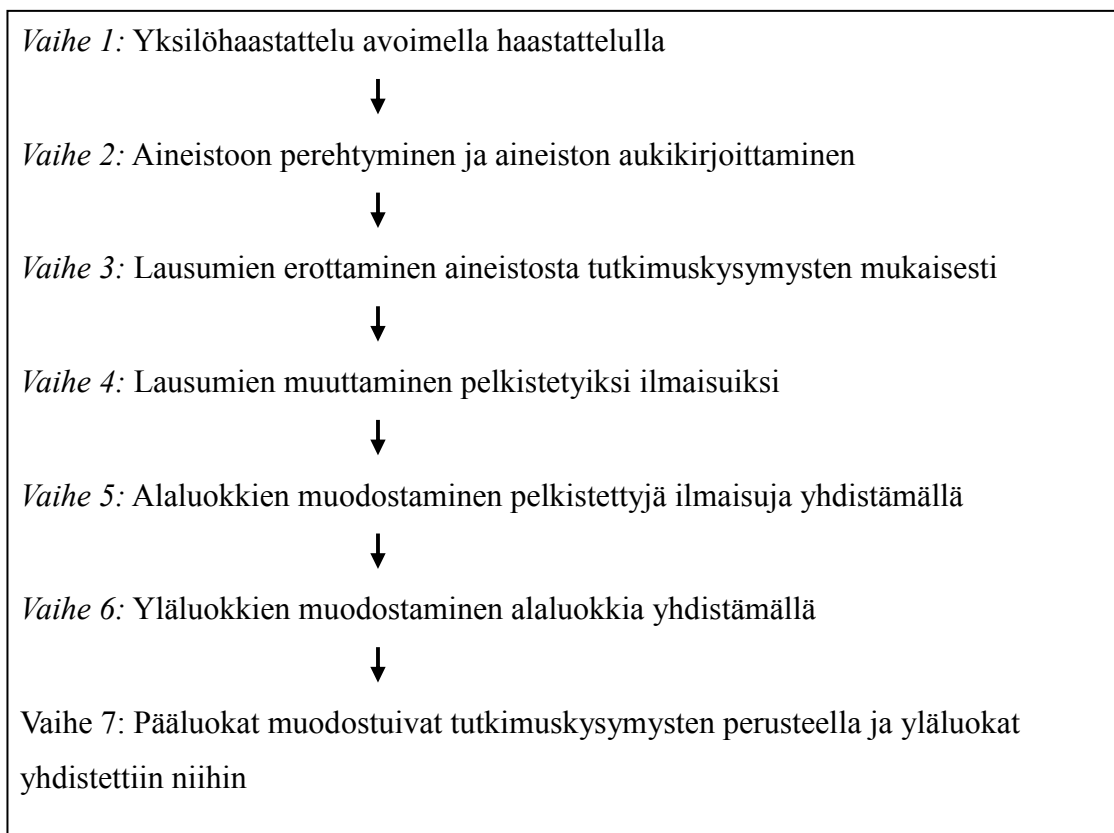 Vaihe 1: Yksilöhaastattelu avoimella haastattelulla
Vaihe 2: Aineistoon perehtyminen ja aineiston aukikirjoittaminen
Vaihe 3: Lausumien erottaminen aineistosta tutkimuskysymysten mukaisesti
Vaihe 4: Lausumien muuttaminen pelkistetyiksi ilmaisuiksi
Vaihe 5: Alaluokkien muodostaminen pelkistettyjä ilmaisuja yhdistämällä
Vaihe 6: Yläluokkien muodostaminen alaluokkia yhdistämällä
Vaihe 7: Pääluokat muodostuivat tutkimuskysymysten perusteella ja yläluokat
yhdistettiin niihin